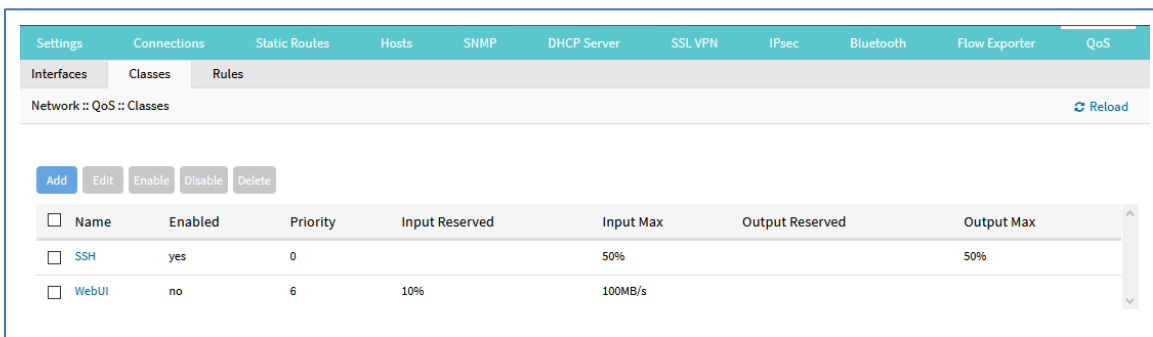 Settings Connections Static Routes Hosts SNMP DHCP Server SSL VPN IPsec Bluetooth Flow Exporter QoS
Interfaces Classes Rules
Network :: QoS :: Classes Reload
Add Edit Enable Disable Delete
Name Enabled Priority Input Reserved Input Max Output Reserved Output Max
SSH yes 0 50% 50%
WebUI no 6 10% 100MB/s